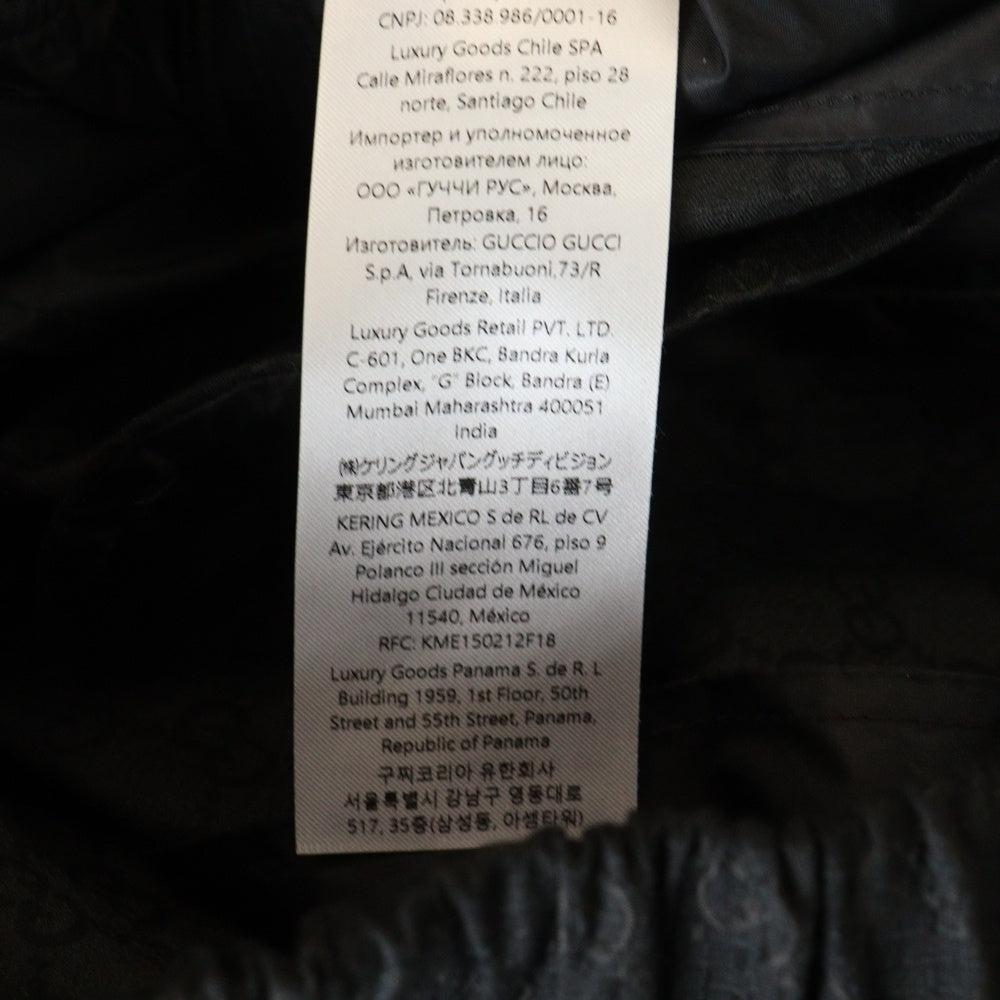 CNPJ: 08.338.986/0001-16
Luxury Goods Chile SPA
Calle Miraflores n. 222, piso 28
norte, Santiago Chile
Импортер и уполномоченное
изготовителем лицо:
ООО «ГУЧЧИ РУС», Москва,
Петровка, 16
Изготовитель: GUCCIO GUCCI
S.p.A, via Tornabuoni,73/R
Firenze, Italia
Luxury Goods Retail PVT. LTD.
C-601, One BKC, Bandra Kurla
Complex, "G" Block, Bandra (E)
Mumbai Maharashtra 400051
India
㈱ケリングジャパングッチディビジョン
東京都港区北青山3丁目6番7号
KERING MEXICO S de RL de CV
Av. Ejército Nacional 676, piso 9
Polanco III sección Miguel
Hidalgo Ciudad de México
11540, México
RFC: KME150212F18
Luxury Goods Panama S. de R. L
Building 1959, 1st Floor, 50th
Street and 55th Street, Panama,
Republic of Panama
구찌코리아 유한회사
서울특별시 강남구 영동대로
517, 35층(삼성동, 아셈타워)